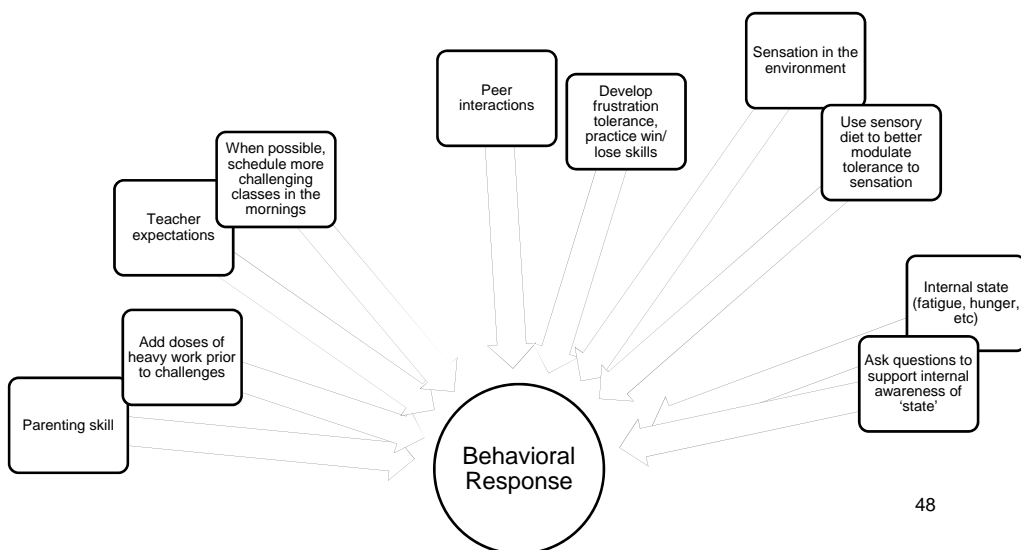 Parenting skill
Add doses of
heavy work prior
to challenges
Teacher
expectations
When possible,
schedule more
challenging
classes in the
mornings
Peer
interactions
Develop
frustration
tolerance,
practice win/
lose skills
Sensation in the
environment
Use sensory
diet to better
modulate
tolerance to
sensation
Internal state
(fatigue, hunger,
etc)
Ask questions to
support internal
awareness of
‘state’
Behavioral
Response
48